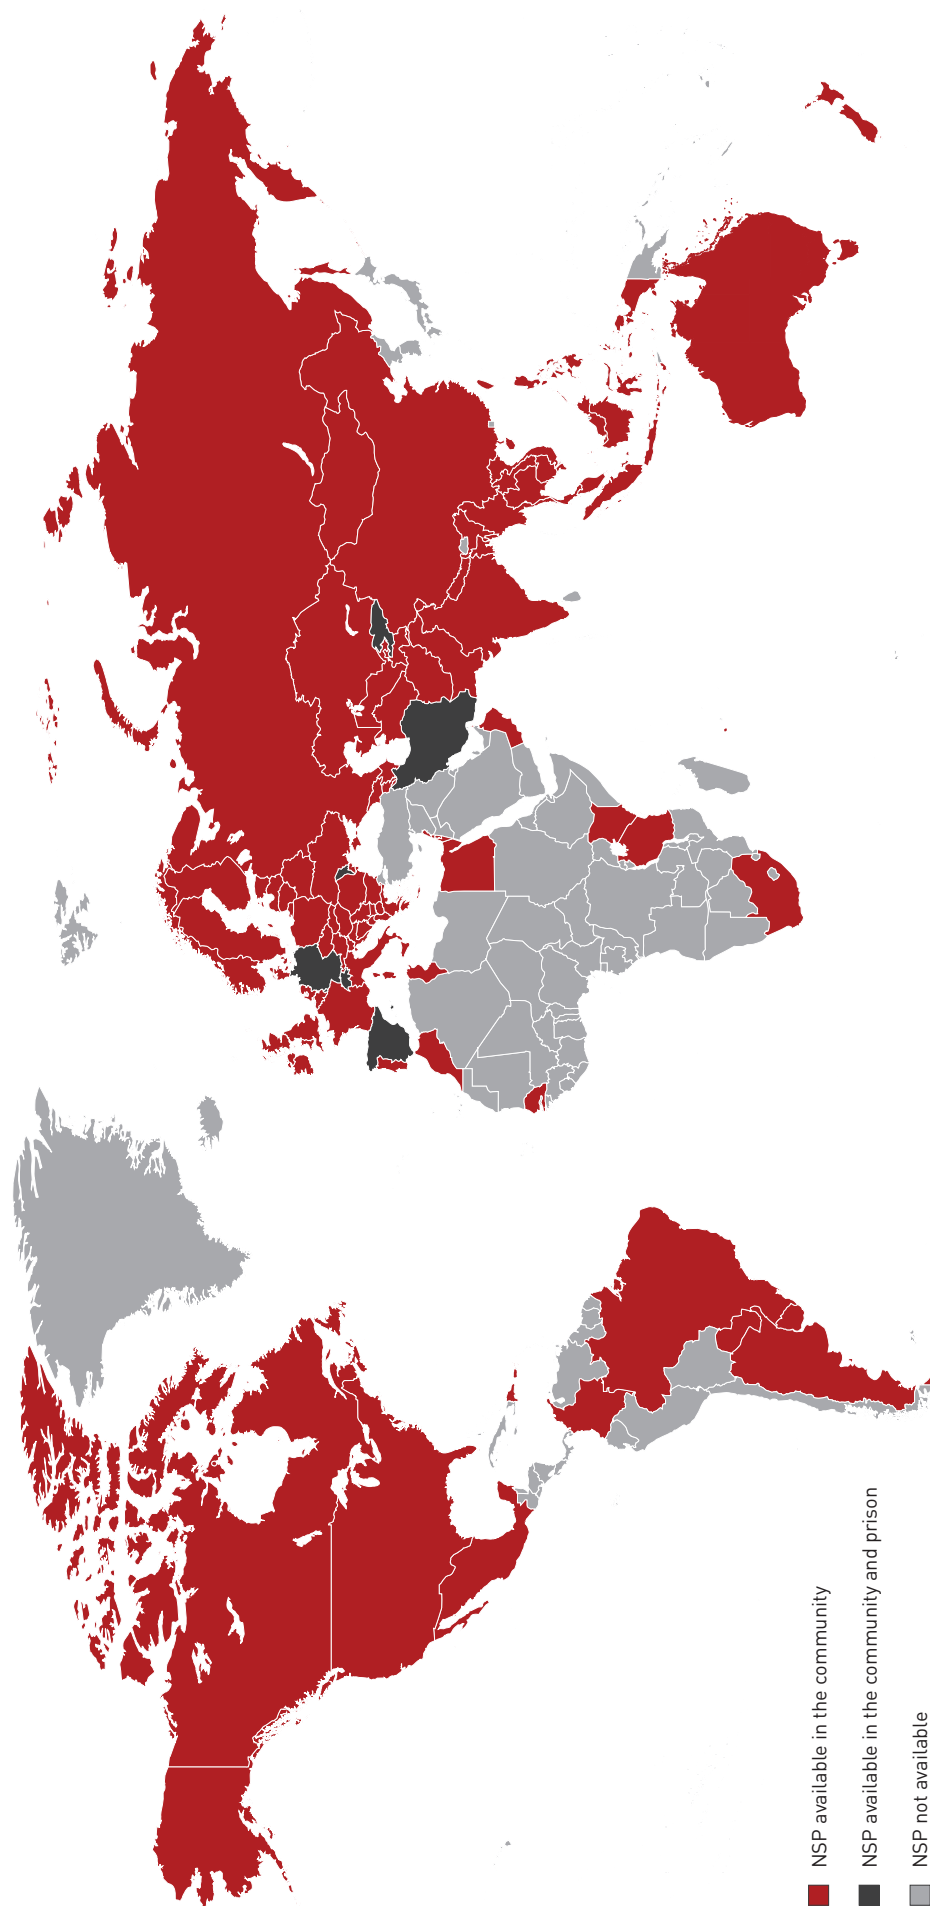 NSP available in the community
NSP available in the community and prison
NSP not available